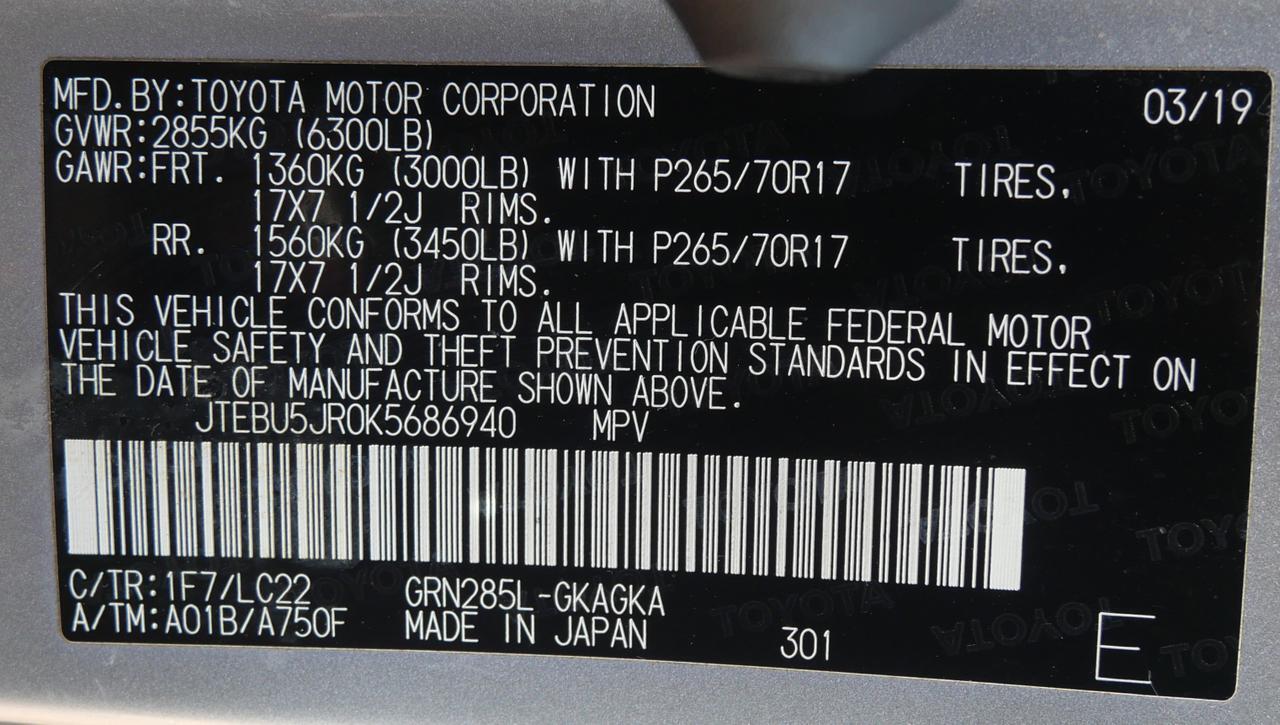 MFD.BY:TOYOTA MOTOR CORPORATION 03/19
GVWR:2855KG (6300LB)
GAWR:FRT. 1360KG (3000LB) WITH P265/70R17 TIRES,
17X7 1/2J RIMS.
RR. 1560KG (3450LB) WITH P265/70R17 TIRES,
17X7 1/2J RIMS.
THIS VEHICLE CONFORMS TO ALL APPLICABLE FEDERAL MOTOR
VEHICLE SAFETY AND THEFT PREVENTION STANDARDS IN EFFECT ON
THE DATE OF MANUFACTURE SHOWN ABOVE.
JTEBU5JR0K5686940 MPV
C/TR:1F7/LC22 GRN285L-GKAGKA
A/TM:A01B/A750F MADE IN JAPAN 301 E